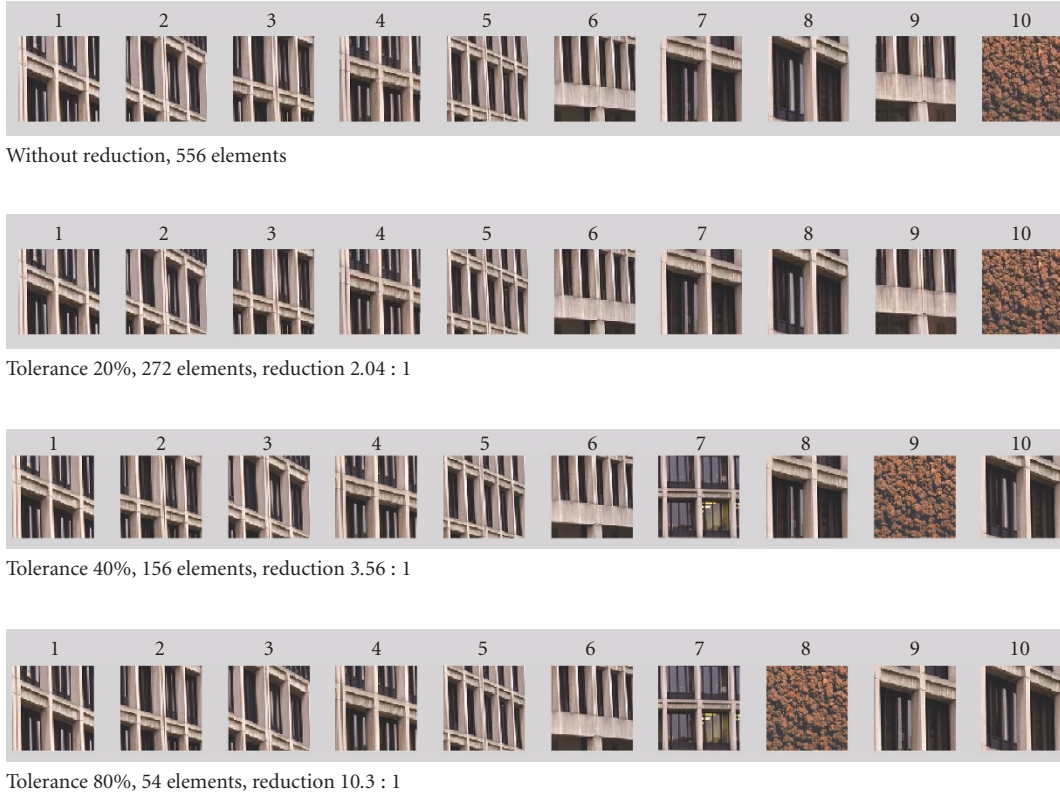 1 2 3 4 5 6 7 8 9 10
Without reduction, 556 elements
1 2 3 4 5 6 7 8 9 10
Tolerance 20%, 272 elements, reduction 2.04 : 1
1 2 3 4 5 6 7 8 9 10
Tolerance 40%, 156 elements, reduction 3.56 : 1
1 2 3 4 5 6 7 8 9 10
Tolerance 80%, 54 elements, reduction 10.3 : 1